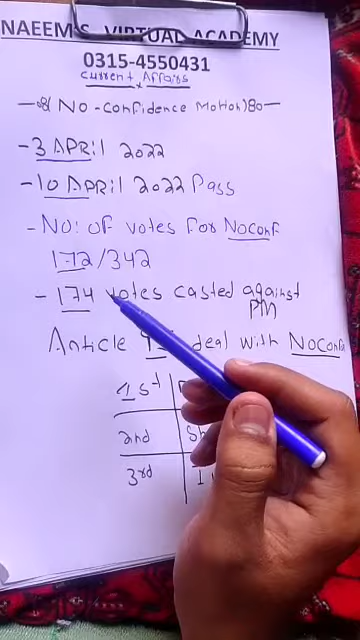 NAEEM'S VIRTUAL ACADEMY
0315-4550431
Current Affairs
No-Confidence Motion
- 3 April 2022
- 10 April 2022 Pass
- No: of votes for Noconf
172/342
- 174 votes casted against
PM
Article deal with Noconf
1st
2nd
3rd